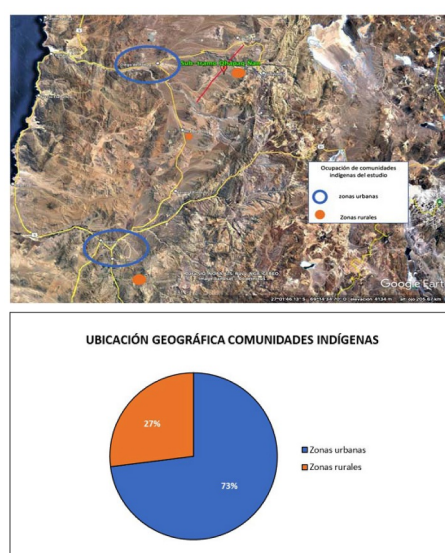 Ocupación de comunidades
indígenas del estudio
zonas urbanas
Zonas rurales
Google Earth
UBICACIÓN GEOGRÁFICA COMUNIDADES INDÍGENAS
27%
73%
Zonas urbanas
Zonas rurales